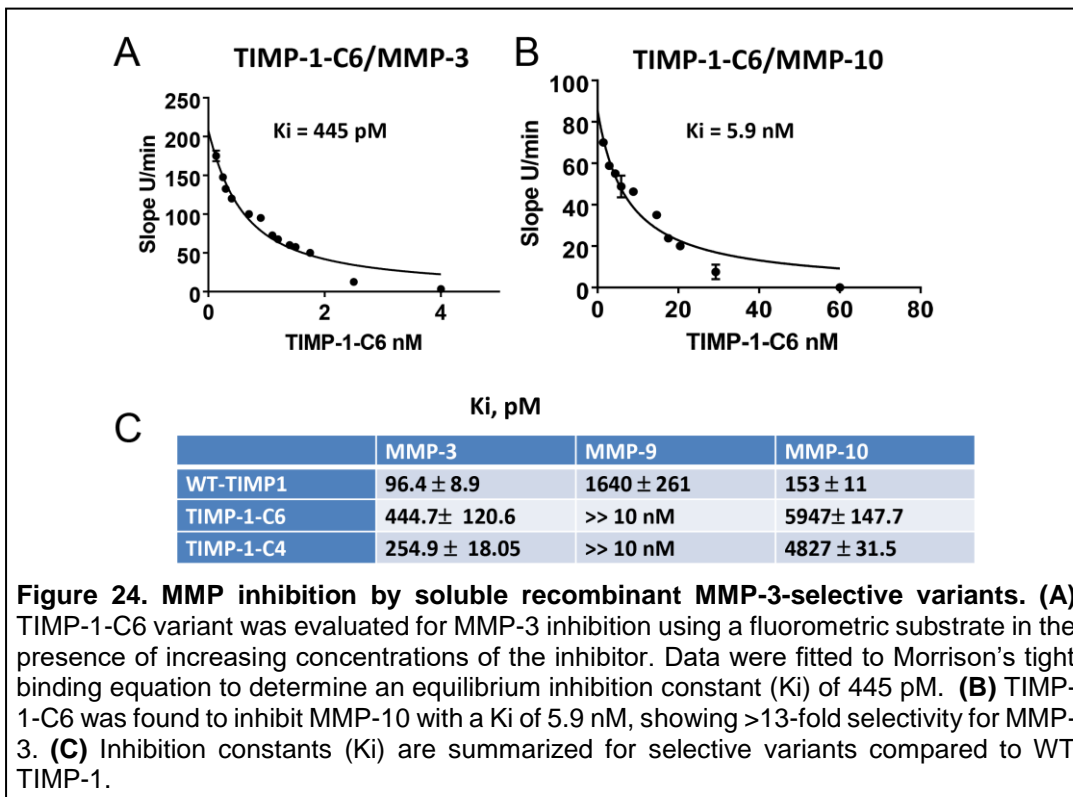 A
TIMP-1-C6/MMP-3
Ki = 445 pM
Slope U/min
250
200
150
100
50
0
0 2 4
TIMP-1-C6 nM
B
TIMP-1-C6/MMP-10
Ki = 5.9 nM
Slope U/min
100
80
60
40
20
0
0 20 40 60 80
TIMP-1-C6 nM
C
Ki, pM
MMP-3 MMP-9 MMP-10
WT-TIMP1 96.4 ± 8.9 1640 ± 261 153 ± 11
TIMP-1-C6 444.7± 120.6 >> 10 nM 5947± 147.7
TIMP-1-C4 254.9 ± 18.05 >> 10 nM 4827 ± 31.5
Figure 24. MMP inhibition by soluble recombinant MMP-3-selective variants. (A)
TIMP-1-C6 variant was evaluated for MMP-3 inhibition using a fluorometric substrate in the
presence of increasing concentrations of the inhibitor. Data were fitted to Morrison’s tight
binding equation to determine an equilibrium inhibition constant (Ki) of 445 pM. (B) TIMP-
1-C6 was found to inhibit MMP-10 with a Ki of 5.9 nM, showing >13-fold selectivity for MMP-
3. (C) Inhibition constants (Ki) are summarized for selective variants compared to WT
TIMP-1.